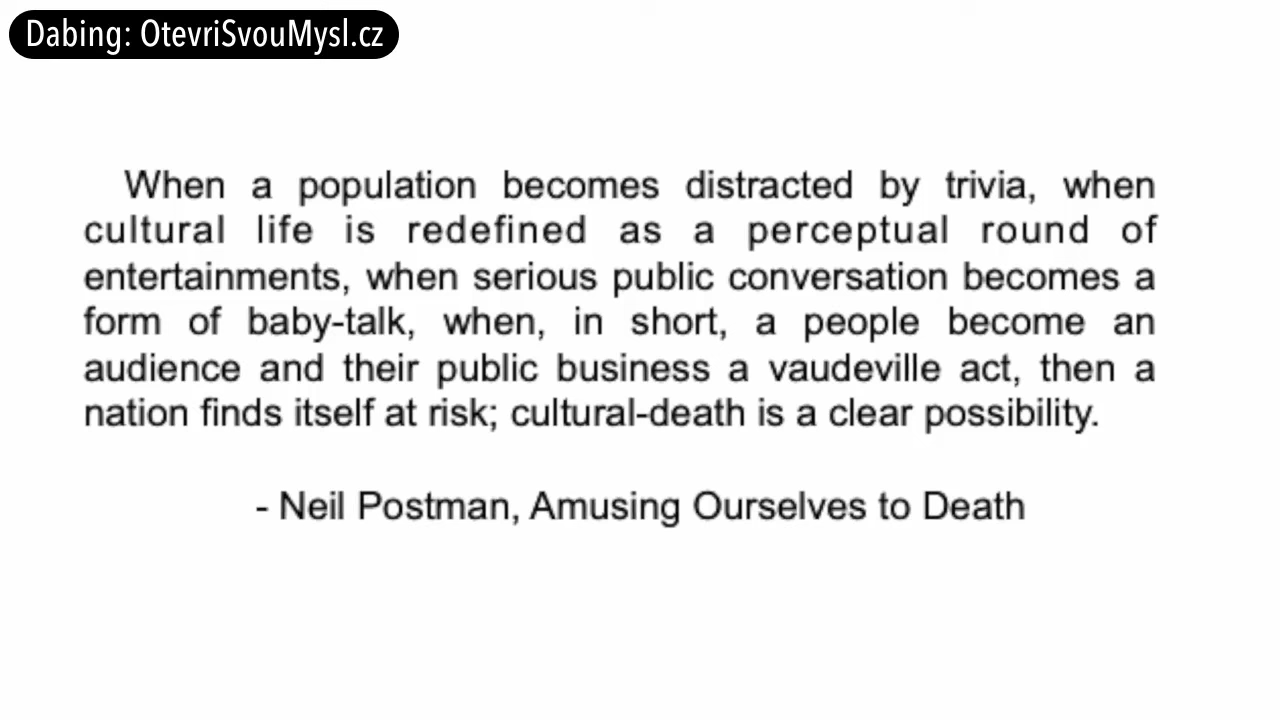 Dabing: OtevriSvouMysl.cz
When a population becomes distracted by trivia, when
cultural life is redefined as a perceptual round of
entertainments, when serious public conversation becomes a
form of baby-talk, when, in short, a people become an
audience and their public business a vaudeville act, then a
nation finds itself at risk; cultural-death is a clear possibility.
- Neil Postman, Amusing Ourselves to Death